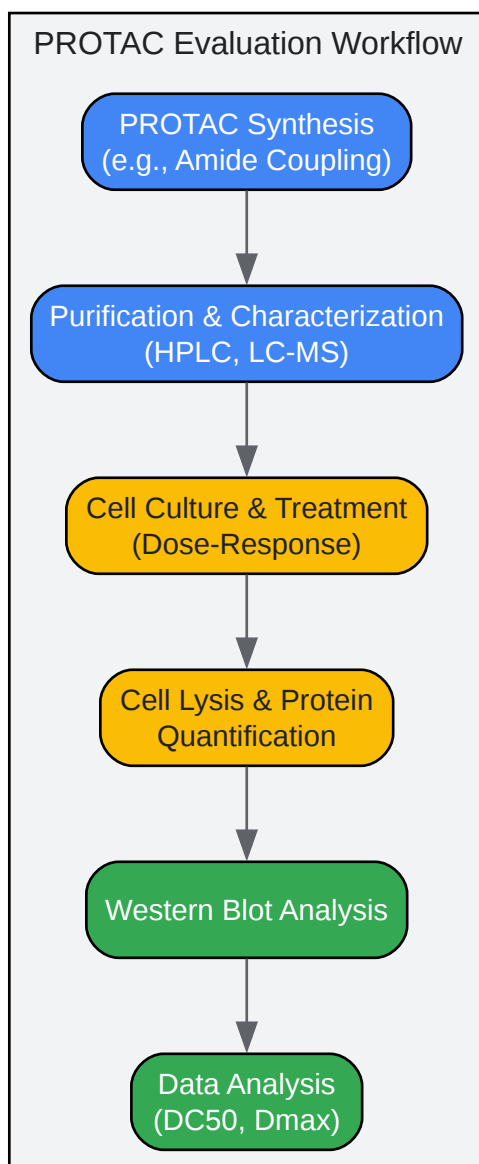 PROTAC Evaluation Workflow
PROTAC Synthesis
(e.g., Amide Coupling)
Purification & Characterization
(HPLC, LC-MS)
Cell Culture & Treatment
(Dose-Response)
Cell Lysis & Protein
Quantification
Western Blot Analysis
Data Analysis
(DC50, Dmax)